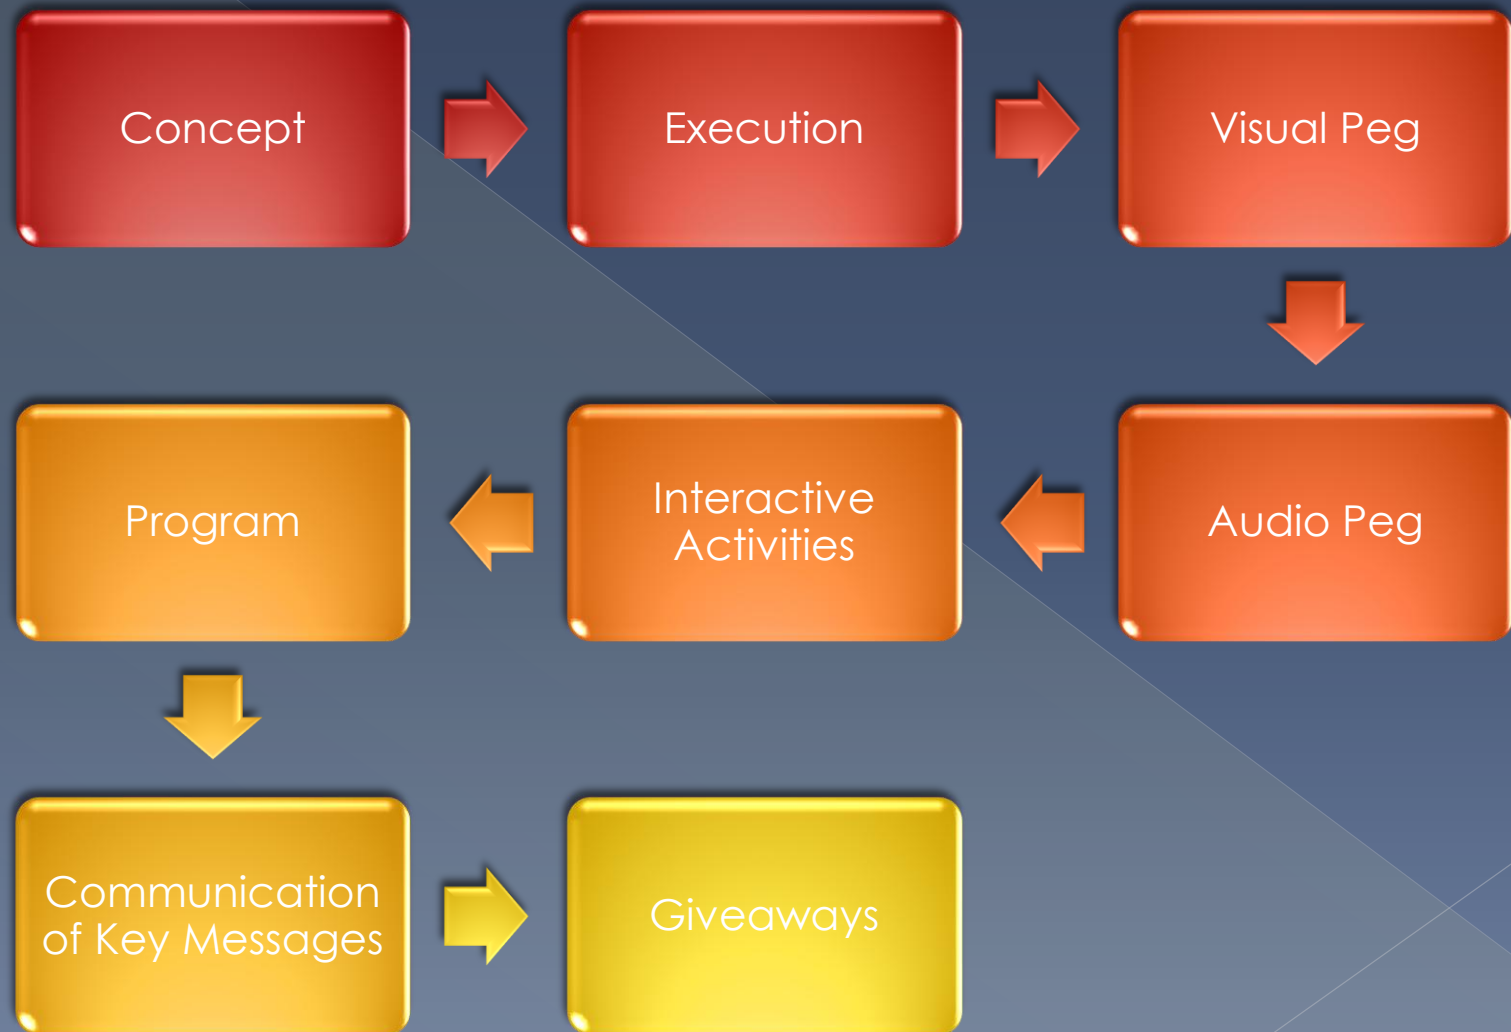 Concept
Execution
Visual Peg
Audio Peg
Interactive
Activities
Program
Communication
of Key Messages
Giveaways